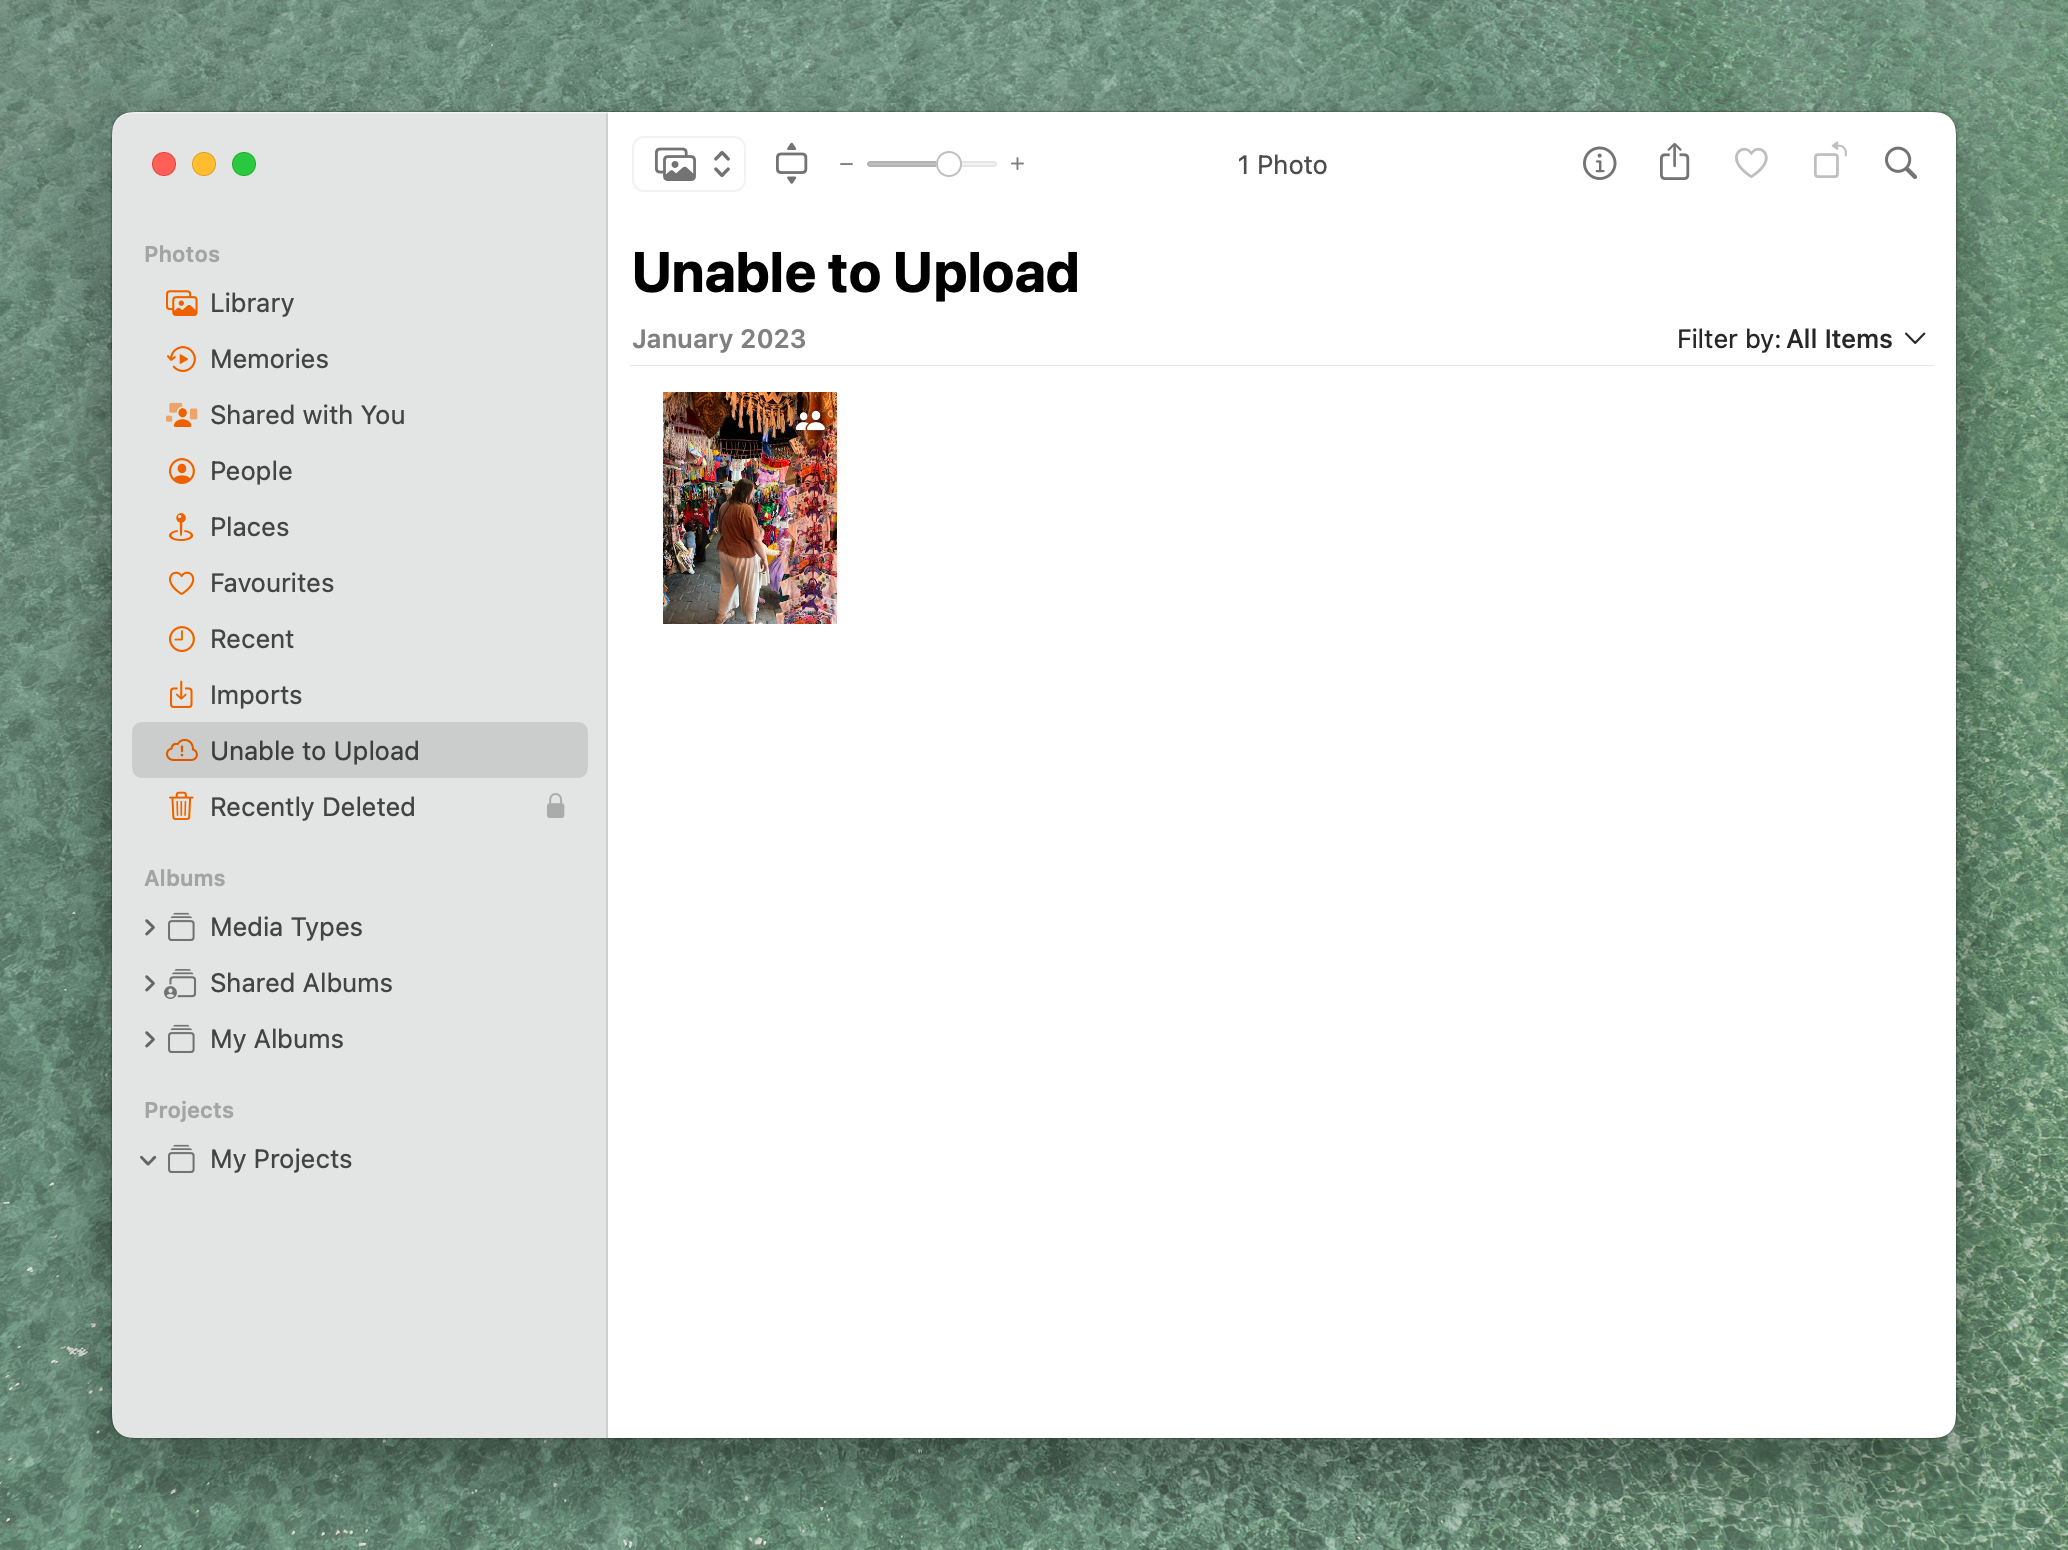 1 Photo
Photos
Library
Memories
Shared with You
People
Places
Favourites
Recent
Imports
Unable to Upload
Recently Deleted
Albums
Media Types
Shared Albums
My Albums
Projects
My Projects
Unable to Upload
January 2023
Filter by: All Items